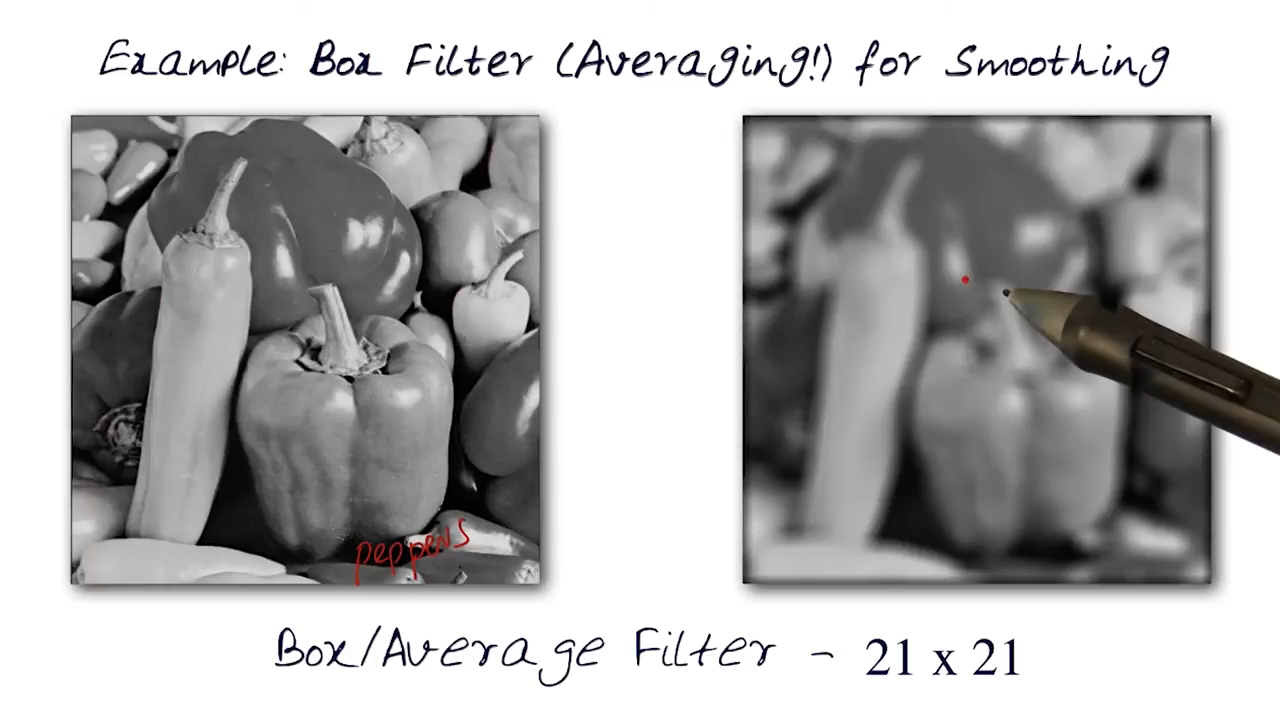 Example: Box Filter (Averaging!) for Smoothing
peppers
Box/Average Filter - 21 x 21